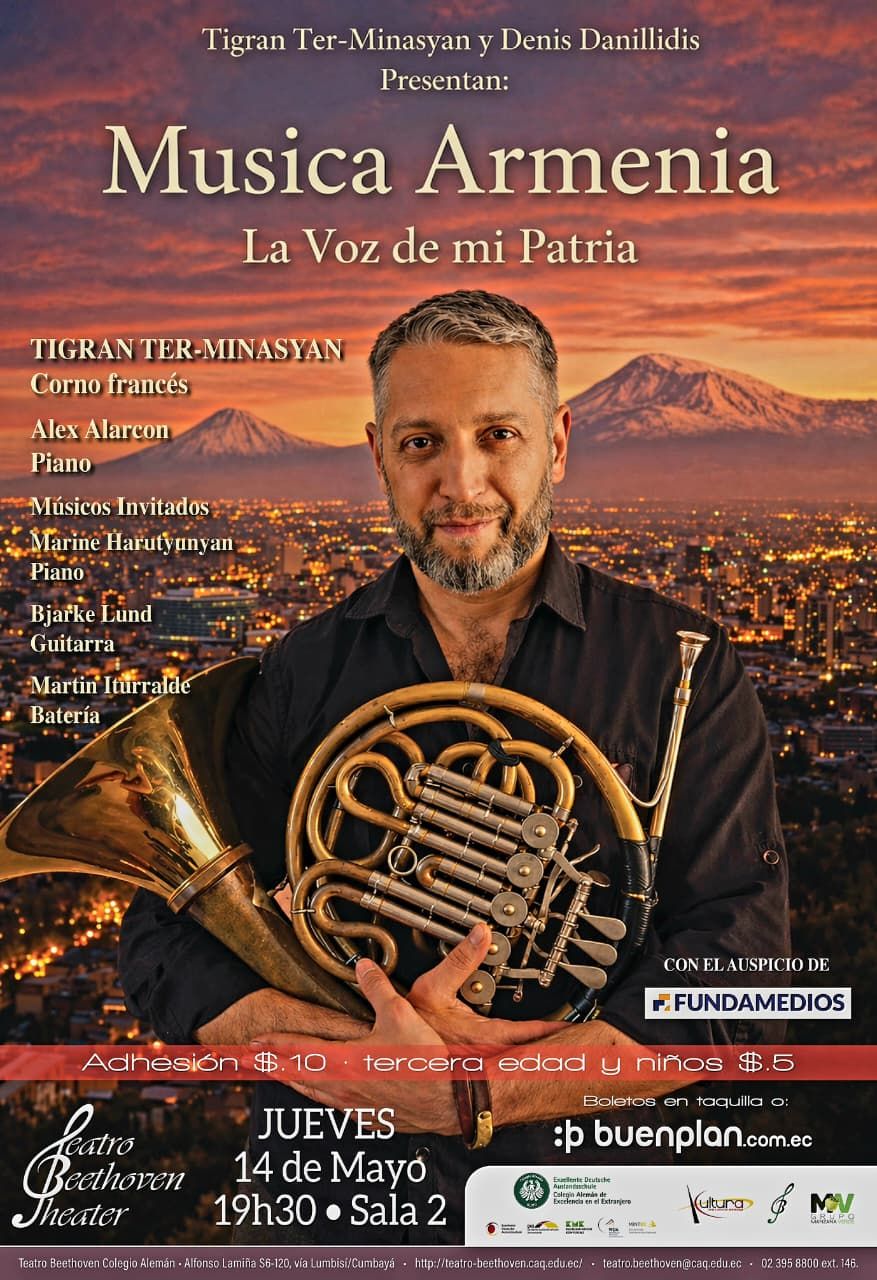 Tigran Ter-Minasyan y Denis Danillidis
Presentan:
Musica Armenia
La Voz de mi Patria
TIGRAN TER-MINASYAN
Corno francés
Alex Alarcon
Piano
Músicos Invitados
Marine Harutyunyan
Piano
Bjarke Lund
Guitarra
Martin Iturralde
Batería
CON EL AUSPICIO DE
FUNDAMEDIOS
Adhesión $.10 · tercera edad y niños $.5
Boletos en taquilla o:
buenplan.com.ec
Teatro
Beethoven
Theater
JUEVES
14 de Mayo
19h30 • Sala 2
Exzellente Deutsche
Auslandsschule
Colegio Alemán de
Excelencia en el Extranjero
Kultura
GRUPO
MANZANA VERDE
Teatro Beethoven Colegio Alemán • Alfonso Lamiña S6-120, vía Lumbisí/Cumbayá • http://teatro-beethoven.caq.edu.ec/ • teatro.beethoven@caq.edu.ec • 02 395 8800 ext. 146.